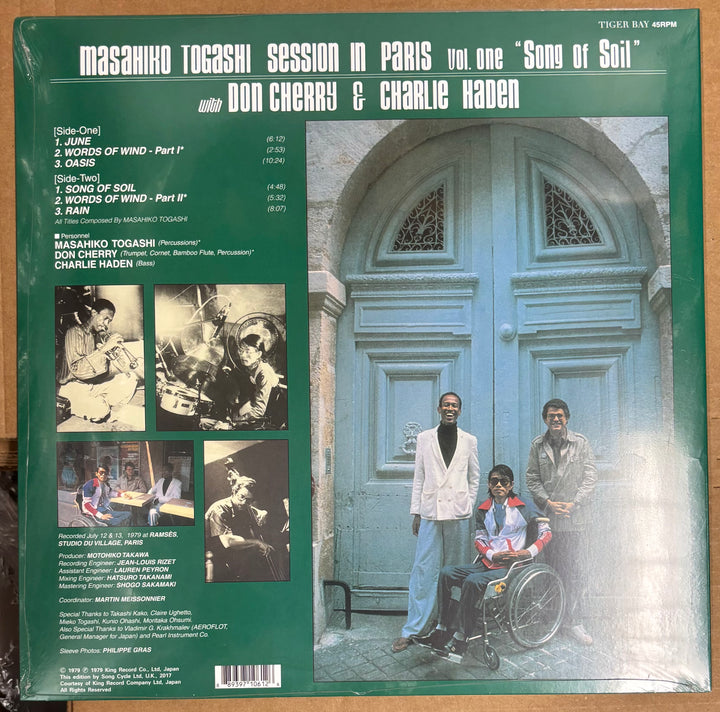 TIGER BAY 45RPM
MASAHIKO TOGASHI SESSION IN PARIS VOL. ONE "SONG OF SOIL"
with DON CHERRY & CHARLIE HADEN
[Side-One]
1. JUNE (6:12)
2. WORDS OF WIND - Part I* (2:53)
3. OASIS (10:24)
[Side-Two]
1. SONG OF SOIL (4:48)
2. WORDS OF WIND - Part II* (5:32)
3. RAIN (8:07)
All Titles Composed By MASAHIKO TOGASHI
■ Personnel
MASAHIKO TOGASHI (Percussions)*
DON CHERRY (Trumpet, Cornet, Bamboo Flute, Percussion)*
CHARLIE HADEN (Bass)
Recorded July 12 & 13, 1979 at RAMSÈS,
STUDIO DU VILLAGE, PARIS
Producer: MOTOHIKO TAKAWA
Recording Engineer: JEAN-LOUIS RIZET
Assistant Engineer: LAUREN PEYRON
Mixing Engineer: HATSURO TAKANAMI
Mastering Engineer: SHOGO SAKAMAKI
Coordinator: MARTIN MEISSONNIER
Special Thanks to Takashi Kako, Claire Ughetto,
Mieko Togashi, Kunio Ohashi, Moritaka Ohsumi.
Also Special Thanks to Vladimir G. Krakhmalev (AEROFLOT,
General Manager for Japan) and Pearl Instrument Co.
Sleeve Photos: PHILIPPE GRAS
© 1979 ℗ 1979 King Record Co., Ltd, Japan
This edition by Song Cycle Ltd, U.K., 2017
Courtesy of King Record Company Ltd, Japan
All Rights Reserved